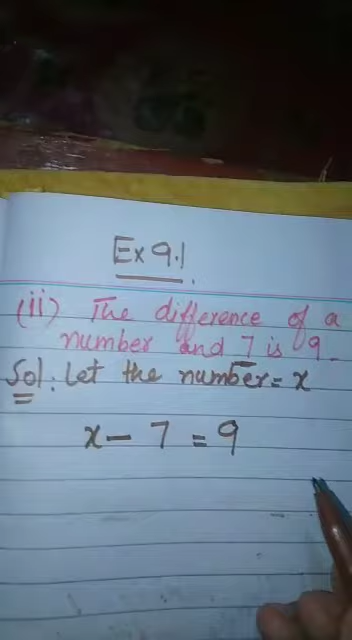 Ex 9.1
(ii) The difference of a
number and 7 is 9.
Sol: Let the number = x
x - 7 = 9